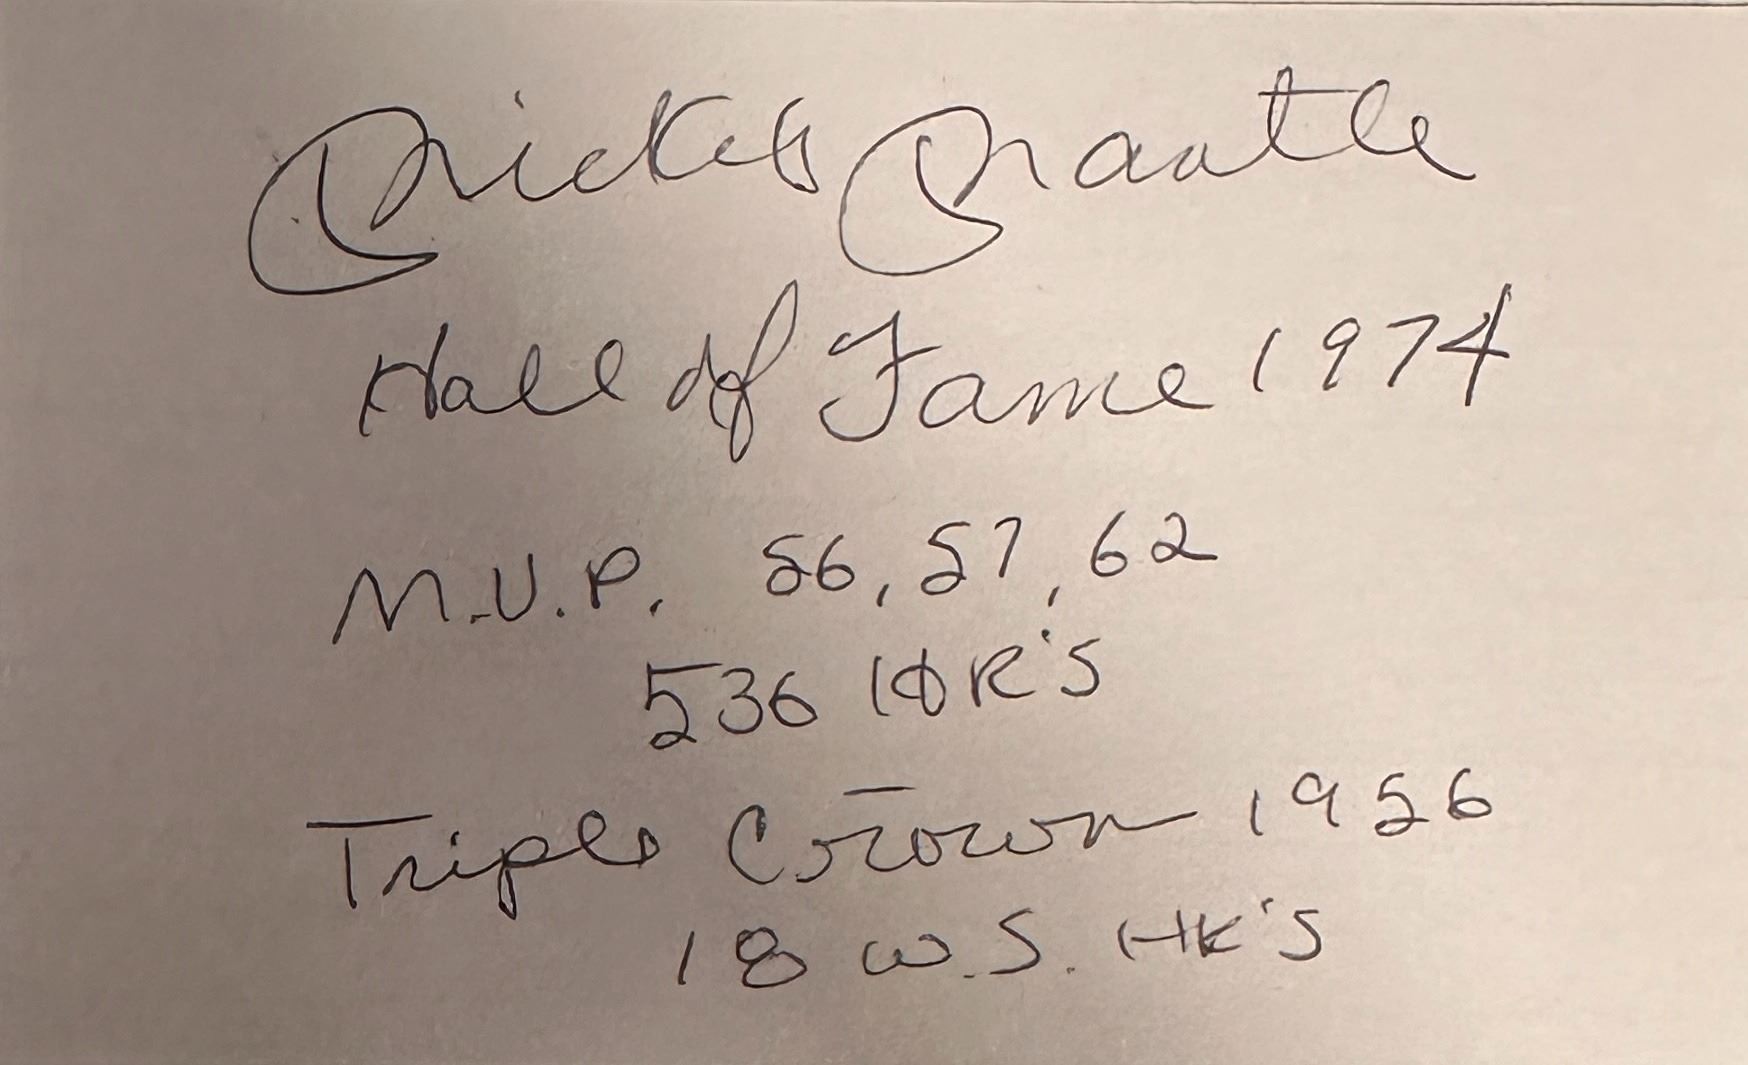 Mickey Mantle
Hall of Fame 1974
M.V.P. 56, 57, 62
536 HR'S
Triple Crown 1956
18 W.S. HR'S